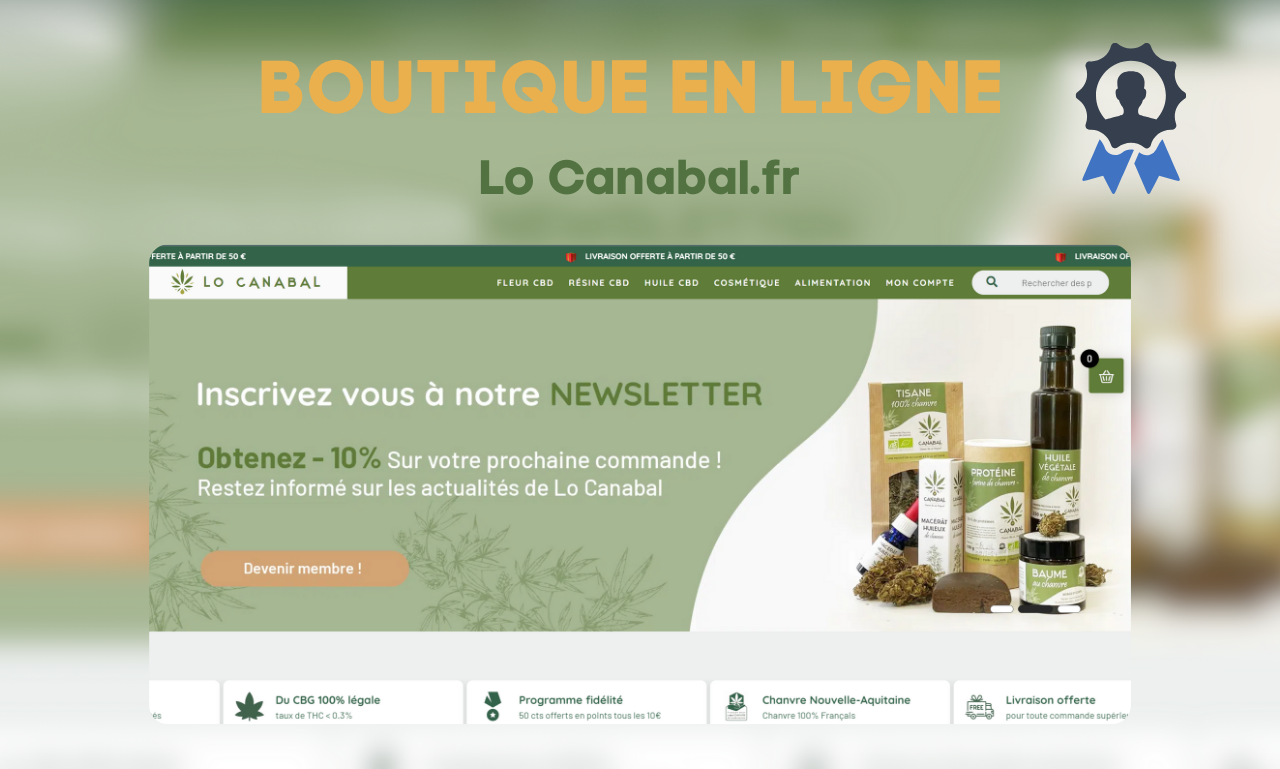 BOUTIQUE EN LIGNE
Lo Canabal.fr
FERTE À PARTIR DE 50 €
LIVRAISON OFFERTE À PARTIR DE 50 €
LIVRAISON OF
LO CANABAL
FLEUR CBD
RÉSINE CBD
HUILE CBD
COSMÉTIQUE
ALIMENTATION
MON COMPTE
Rechercher des p
0
Inscrivez vous à notre NEWSLETTER
Obtenez - 10% Sur votre prochaine commande !
Restez informé sur les actualités de Lo Canabal
Devenir membre !
TISANE
100% chanvre
CANABAL
CANABAL
CANABAL
MACERÂT
HUILEUX
MACERÂT
HUILEUX
PROTÉINE
CANABAL
HUILE
VÉGÉTALE
de chanvre
BAUME
au chanvre
Du CBG 100% légale
taux de THC < 0.3%
Programme fidélité
50 cts offerts en points tous les 10€
Chanvre Nouvelle-Aquitaine
Chanvre 100% Français
FREE
Livraison offerte
pour toute commande supérie